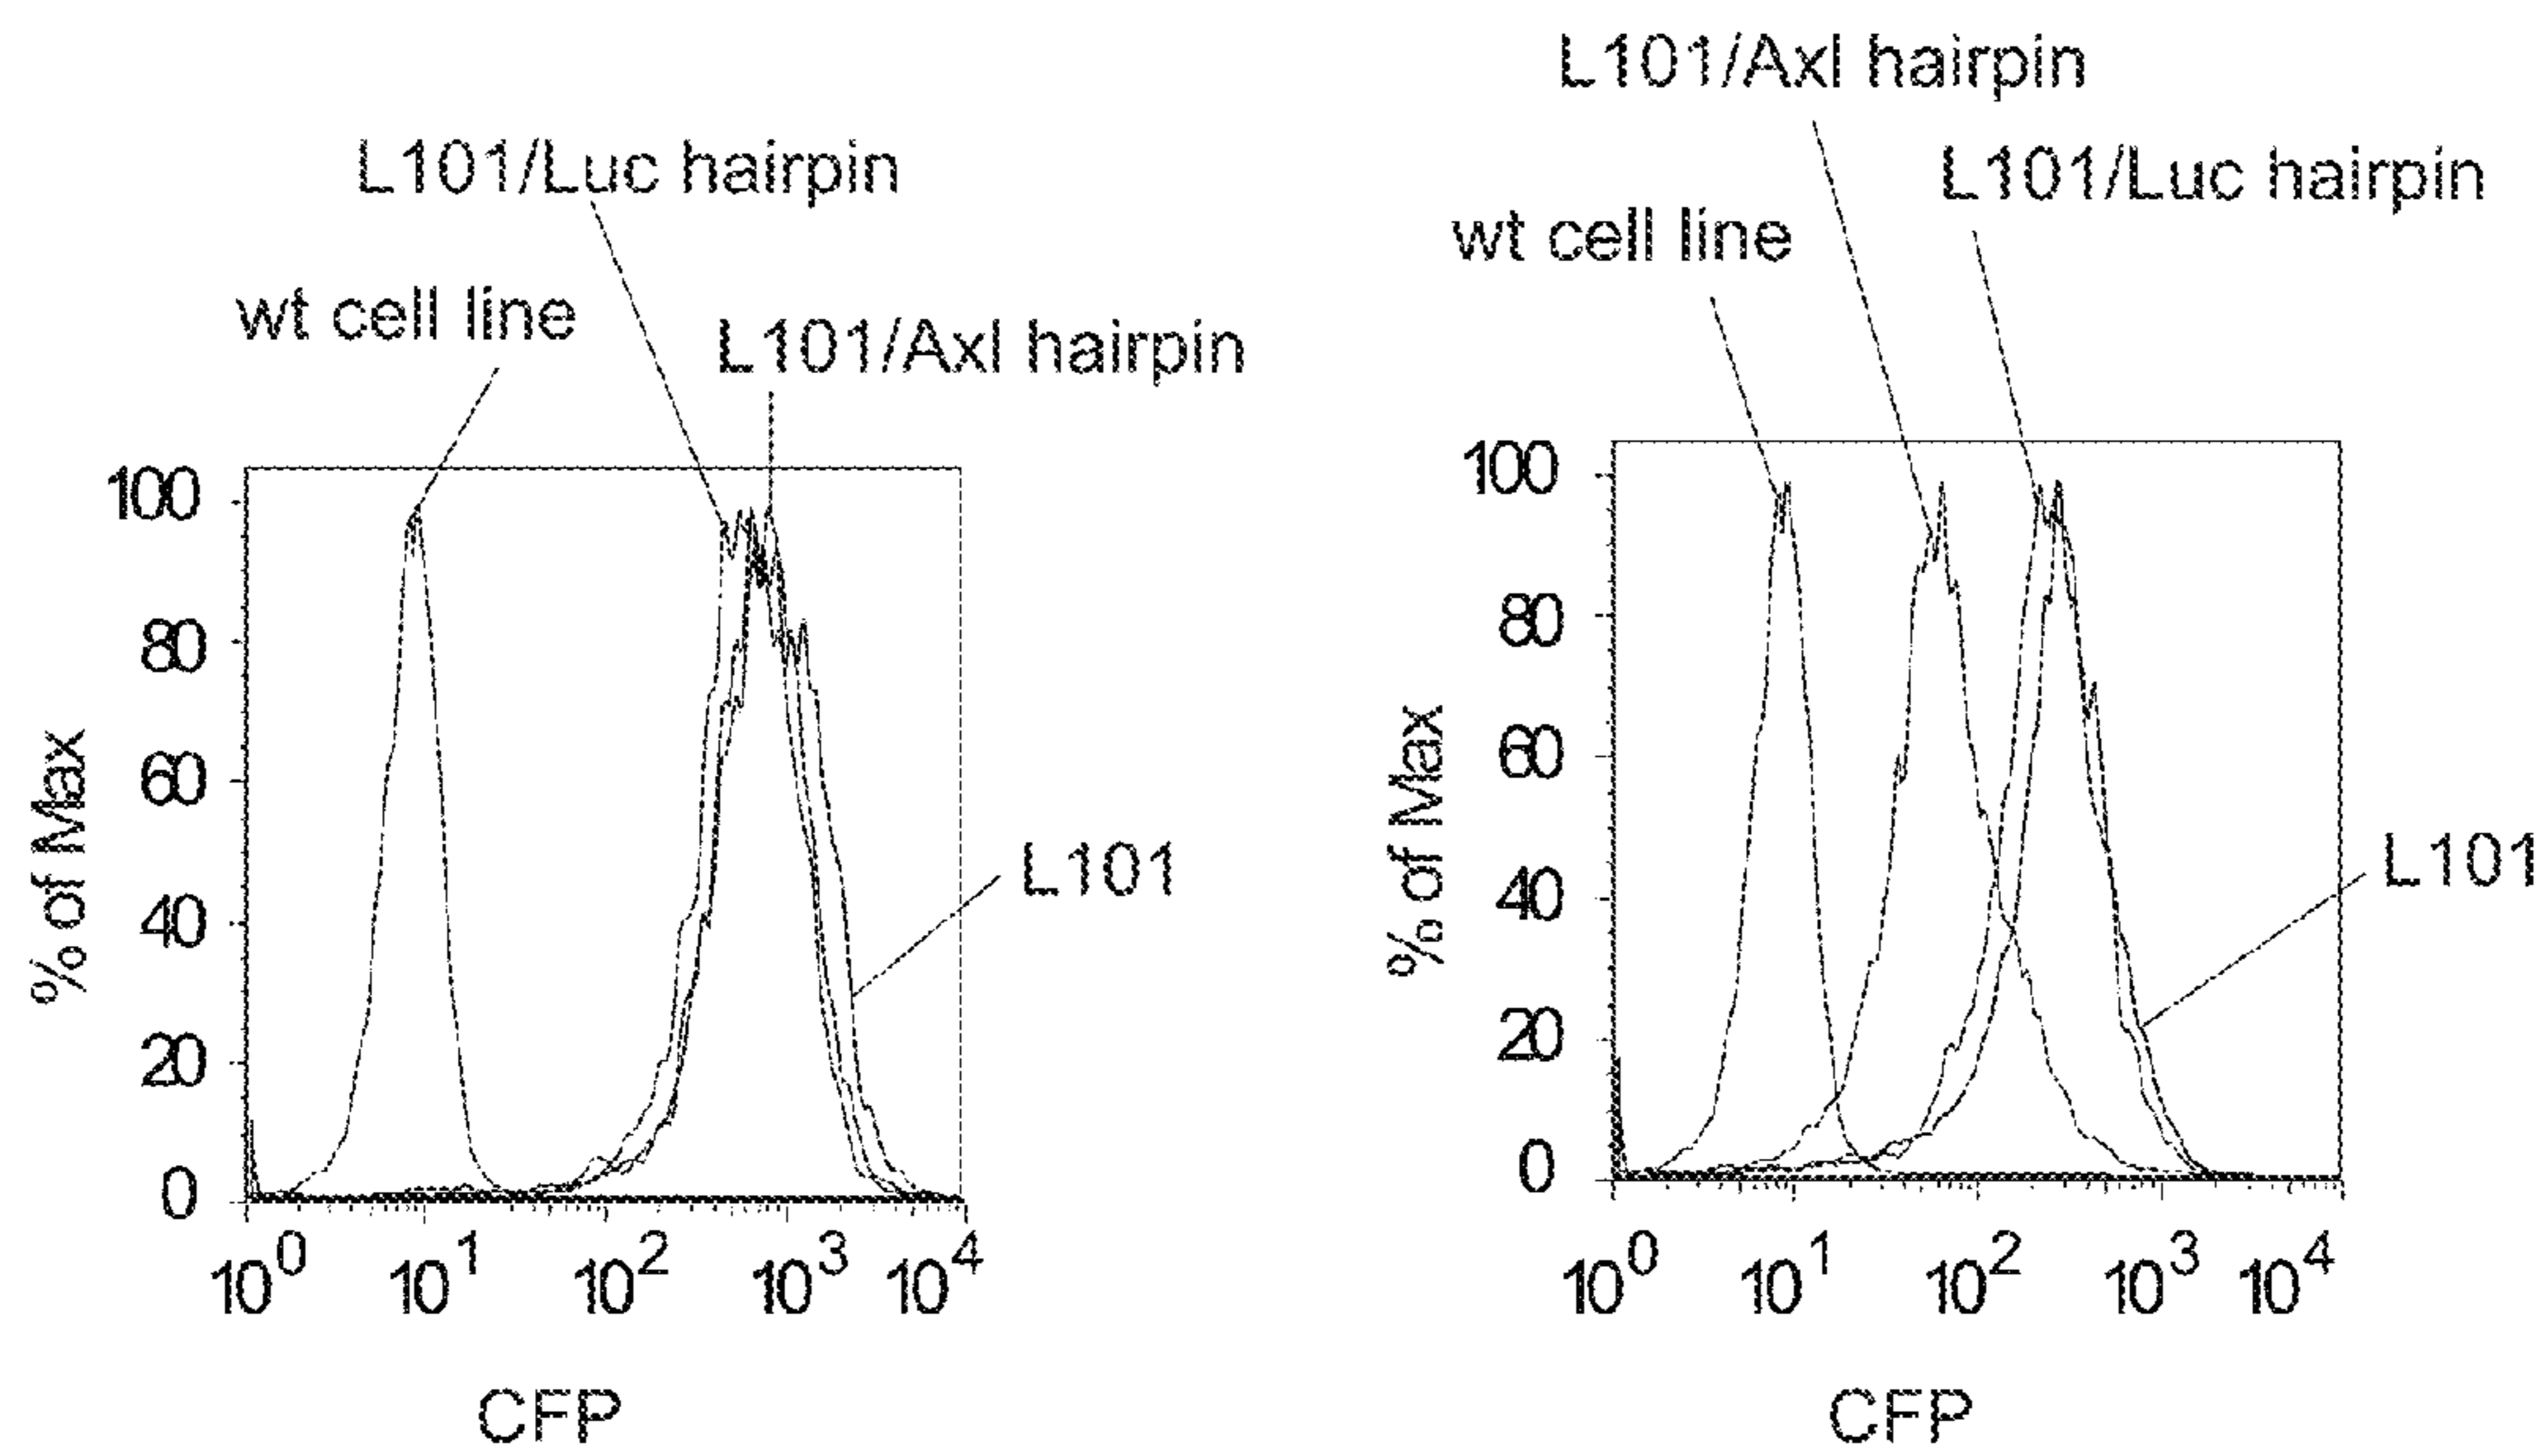 L101/Luc hairpin
wt cell line
L101/Axl hairpin
100
80
60
40
20
0
% of Max
L101
10^0 10^1 10^2 10^3 10^4
CFP
L101/Axl hairpin
L101/Luc hairpin
wt cell line
100
80
60
40
20
0
% of Max
L101
10^0 10^1 10^2 10^3 10^4
CFP